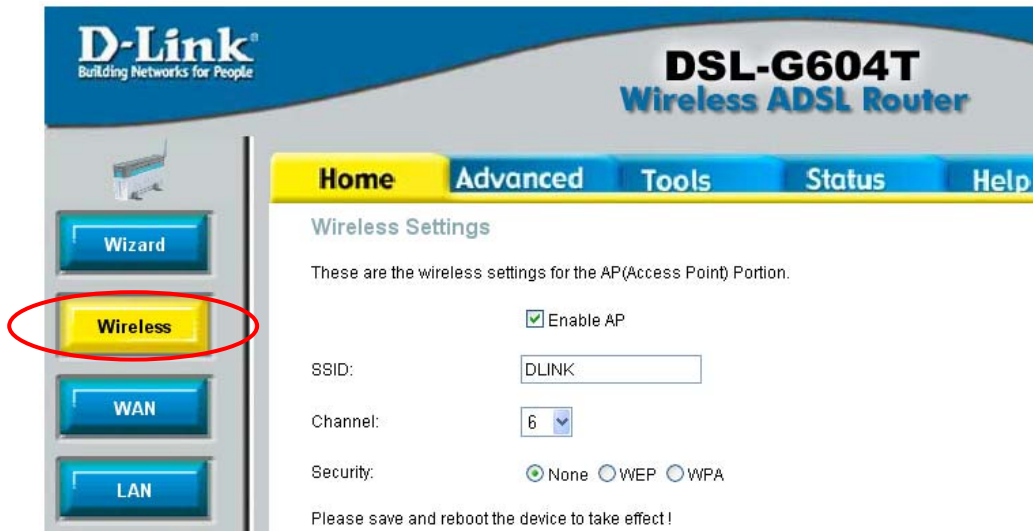 D-Link®
Building Networks for People
DSL-G604T
Wireless ADSL Router
Home Advanced Tools Status Help
Wizard
Wireless
WAN
LAN
Wireless Settings
These are the wireless settings for the AP(Access Point) Portion.
Enable AP
SSID: DLINK
Channel: 6
Security: None WEP WPA
Please save and reboot the device to take effect !